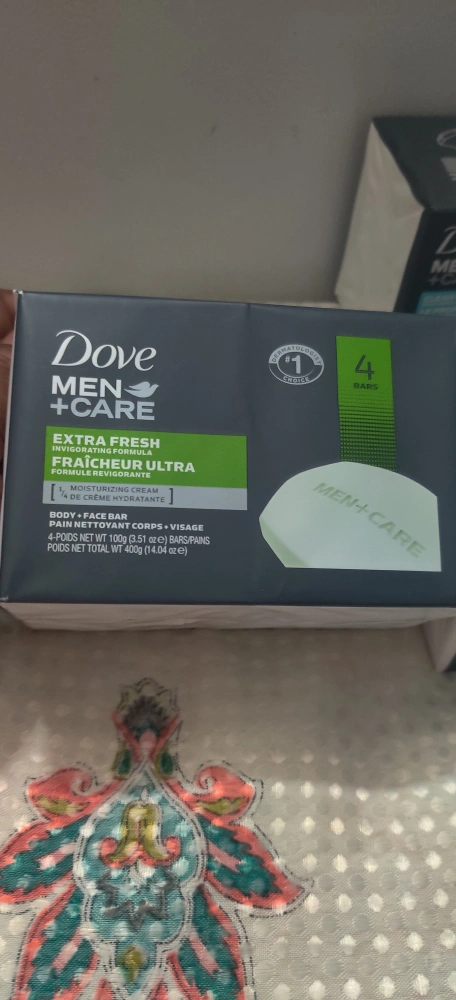 Dove
MEN
+CARE
EXTRA FRESH
INVIGORATING FORMULA
FRAÎCHEUR ULTRA
FORMULE REVIGORANTE
[ 1/4 MOISTURIZING CREAM
DE CRÈME HYDRATANTE ]
BODY + FACE BAR
PAIN NETTOYANT CORPS + VISAGE
4-POIDS NET WT 100g (3.51 oz℮) BARS/PAINS
POIDS NET TOTAL WT 400g (14.04 oz℮)
DERMATOLOGIST
#1
CHOICE
4
BARS
MEN+CARE